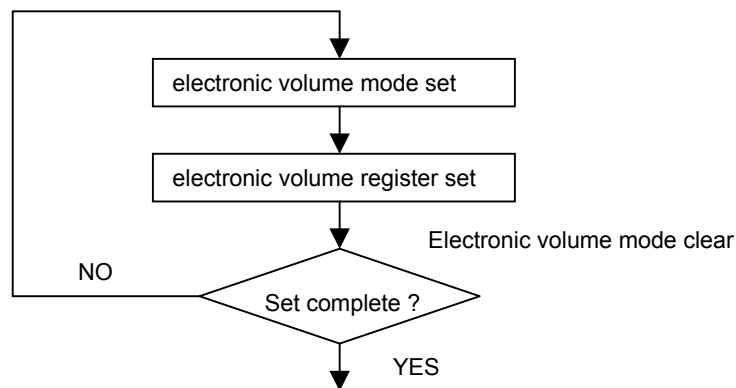 electronic volume mode set
electronic volume register set
Electronic volume mode clear
NO
Set complete ?
YES